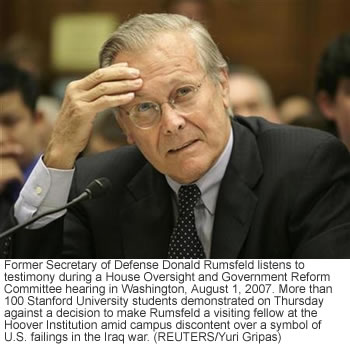 Former Secretary of Defense Donald Rumsfeld listens to
testimony during a House Oversight and Government Reform
Committee hearing in Washington, August 1, 2007. More than
100 Stanford University students demonstrated on Thursday
against a decision to make Rumsfeld a visiting fellow at the
Hoover Institution amid campus discontent over a symbol of
U.S. failings in the Iraq war. (REUTERS/Yuri Gripas)